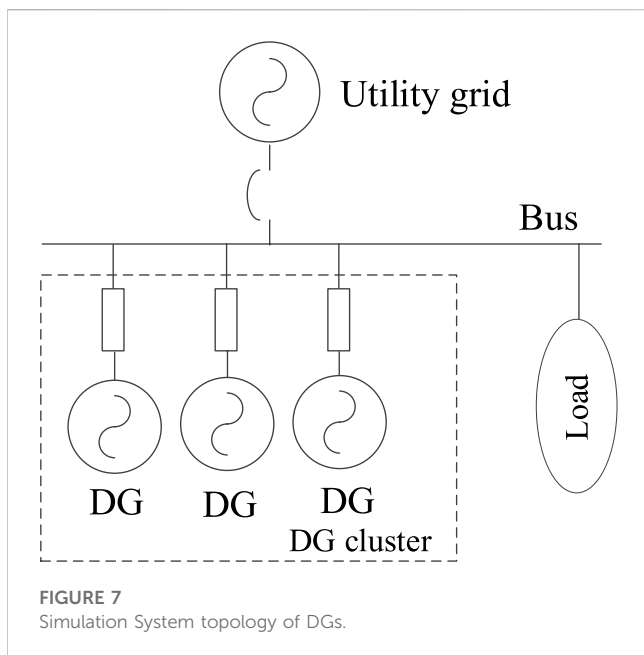 Utility grid
Bus
Load
DG
DG
DG
DG cluster
FIGURE 7
Simulation System topology of DGs.